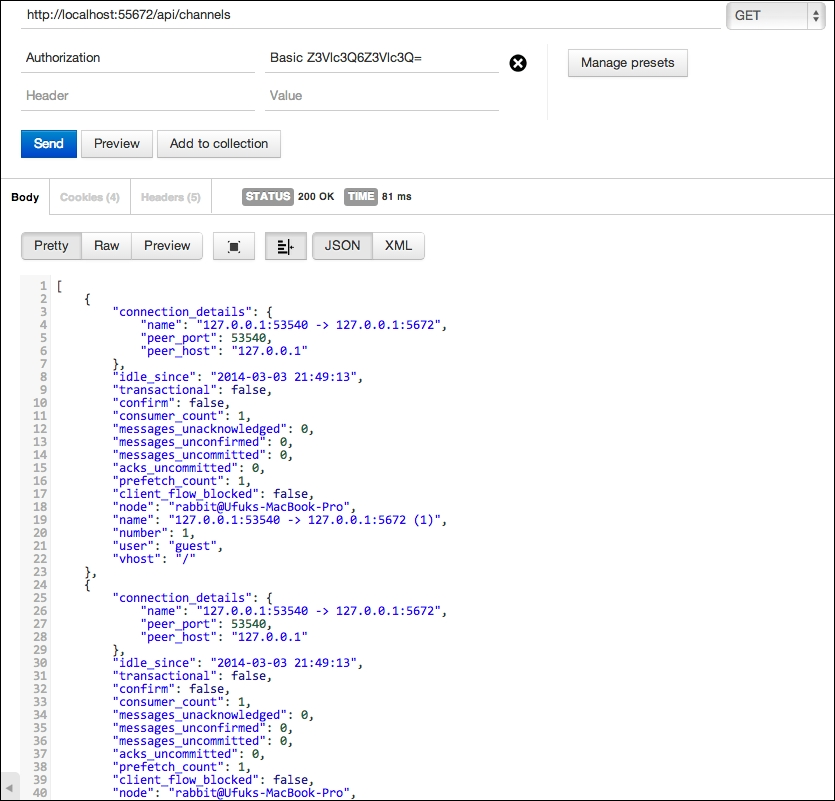 http://localhost:55672/api/channels GET
Authorization Basic Z3Vlc3Q6Z3Vlc3Q= Manage presets
Header Value
Send Preview Add to collection
Body Cookies (4) Headers (5) STATUS 200 OK TIME 81 ms
Pretty Raw Preview JSON XML
1 [
2 {
3 "connection_details": {
4 "name": "127.0.0.1:53540 -> 127.0.0.1:5672",
5 "peer_port": 53540,
6 "peer_host": "127.0.0.1"
7 },
8 "idle_since": "2014-03-03 21:49:13",
9 "transactional": false,
10 "confirm": false,
11 "consumer_count": 1,
12 "messages_unacknowledged": 0,
13 "messages_unconfirmed": 0,
14 "messages_uncommitted": 0,
15 "acks_uncommitted": 0,
16 "prefetch_count": 1,
17 "client_flow_blocked": false,
18 "node": "rabbit@Ufuks-MacBook-Pro",
19 "name": "127.0.0.1:53540 -> 127.0.0.1:5672 (1)",
20 "number": 1,
21 "user": "guest",
22 "vhost": "/"
23 },
24 {
25 "connection_details": {
26 "name": "127.0.0.1:53540 -> 127.0.0.1:5672",
27 "peer_port": 53540,
28 "peer_host": "127.0.0.1"
29 },
30 "idle_since": "2014-03-03 21:49:13",
31 "transactional": false,
32 "confirm": false,
33 "consumer_count": 1,
34 "messages_unacknowledged": 0,
35 "messages_unconfirmed": 0,
36 "messages_uncommitted": 0,
37 "acks_uncommitted": 0,
38 "prefetch_count": 1,
39 "client_flow_blocked": false,
40 "node": "rabbit@Ufuks-MacBook-Pro",